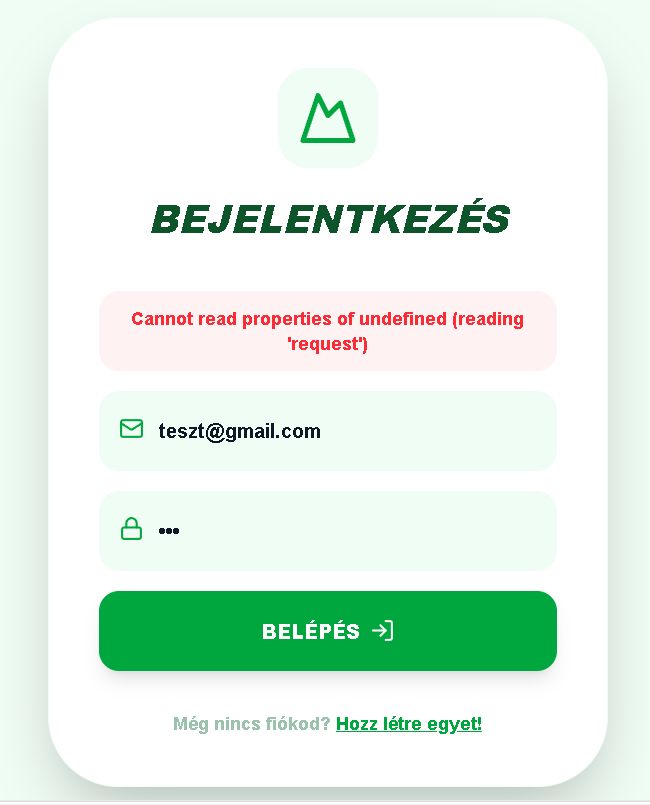 BEJELENTKEZÉS
Cannot read properties of undefined (reading
'request')
teszt@gmail.com
•••
BELÉPÉS
Még nincs fiókod? Hozz létre egyet!